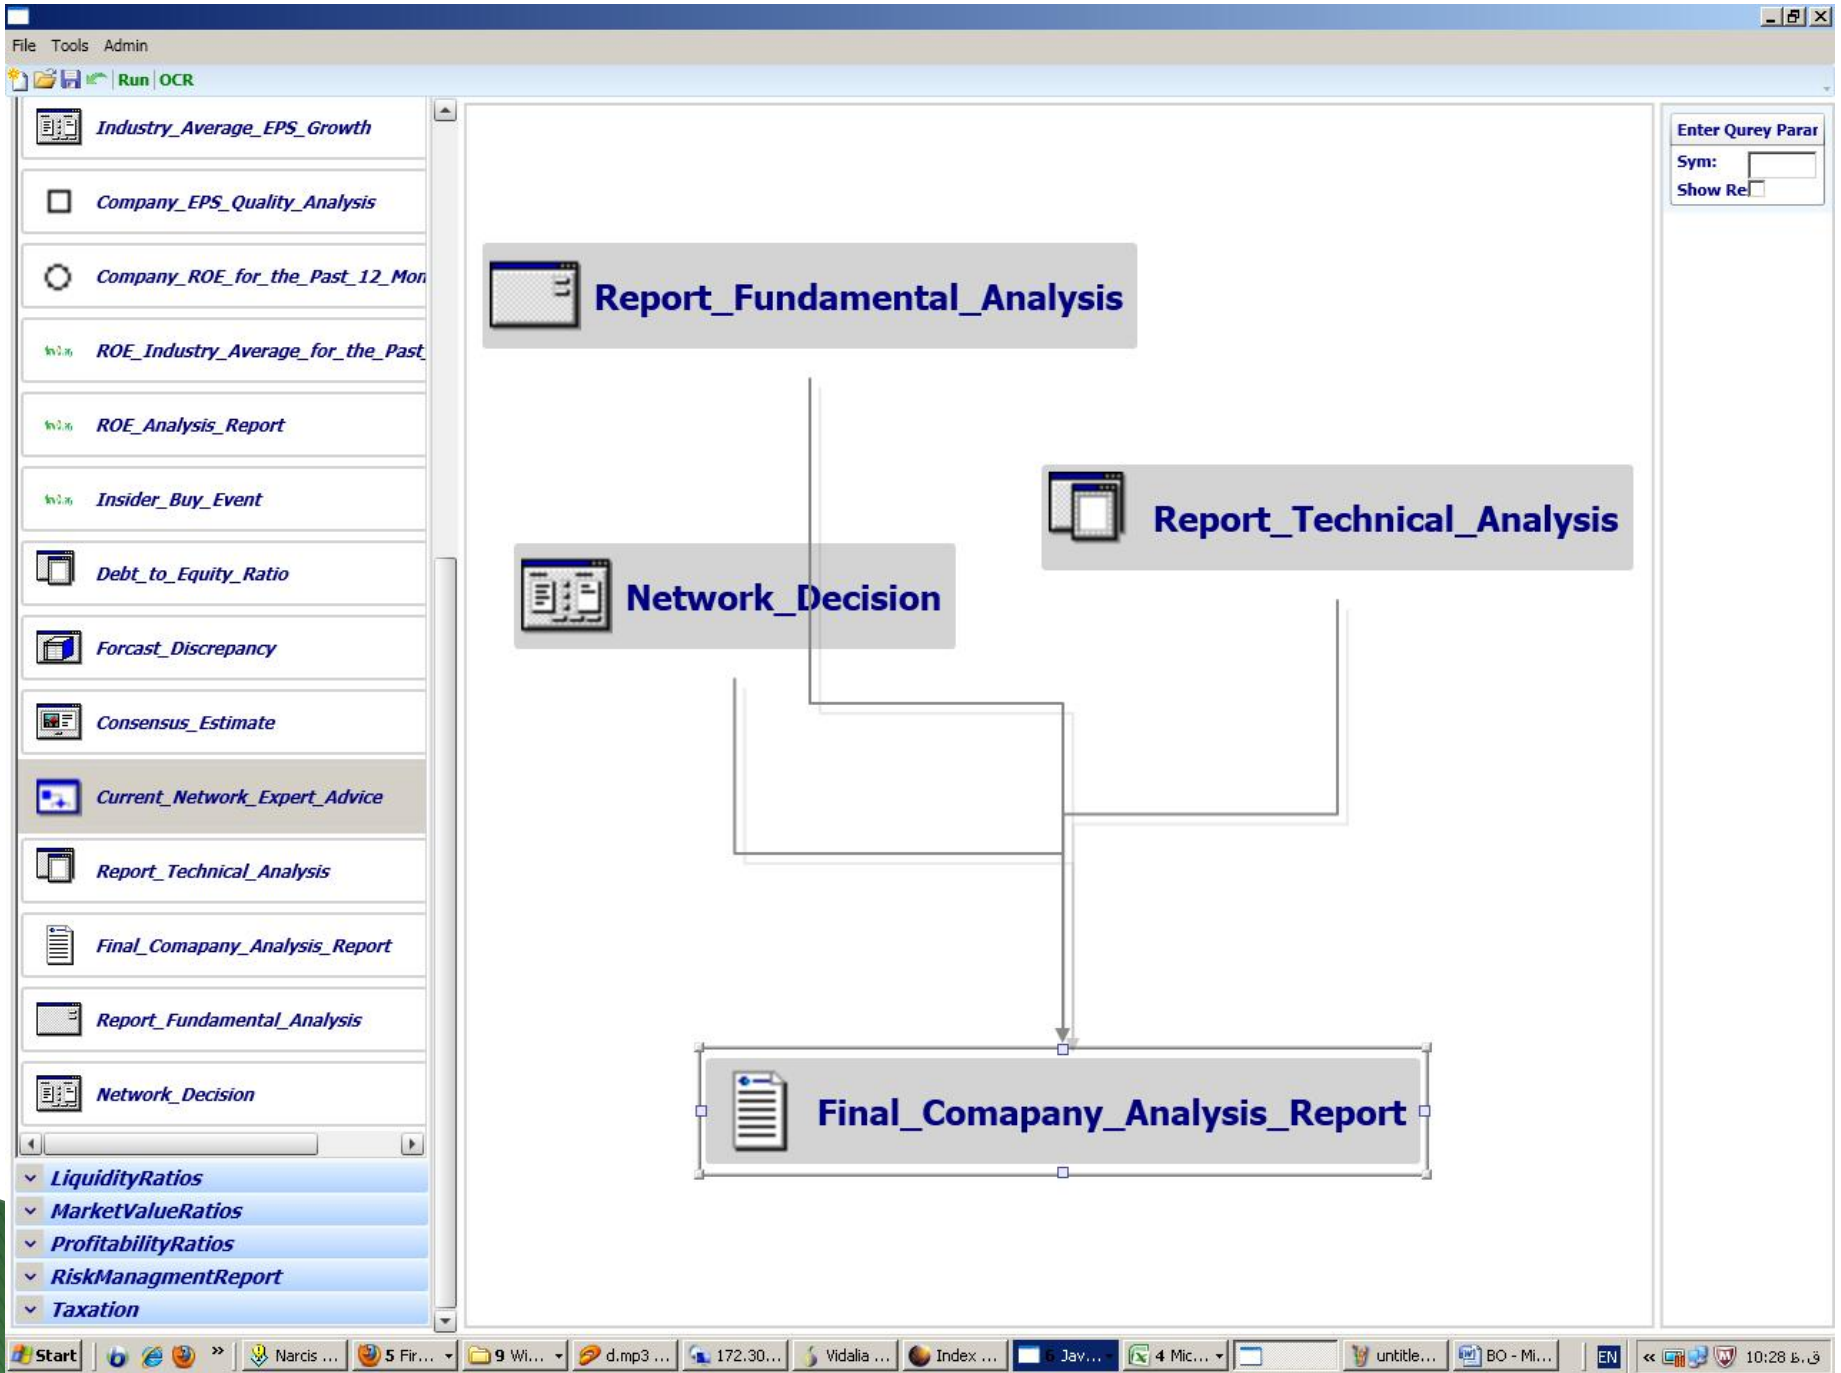 File Tools Admin
Run OCR
Industry_Average_EPS_Growth
Company_EPS_Quality_Analysis
Company_ROE_for_the_Past_12_Mon
ROE_Industry_Average_for_the_Past_
ROE_Analysis_Report
Insider_Buy_Event
Debt_to_Equity_Ratio
Forcast_Discrepancy
Consensus_Estimate
Current_Network_Expert_Advice
Report_Technical_Analysis
Final_Comapany_Analysis_Report
Report_Fundamental_Analysis
Network_Decision
LiquidityRatios
MarketValueRatios
ProfitabilityRatios
RiskManagmentReport
Taxation
Report_Fundamental_Analysis
Report_Technical_Analysis
Network_Decision
Final_Comapany_Analysis_Report
Enter Qurey Parar
Sym:
Show Re
Start » Narcis ... 5 Fir... 9 Wi... d.mp3 ... 172.30... Vidalia ... Index ... 6 Jav... 4 Mic... untitle... BO - Mi... EN « 10:28 ق.ظ